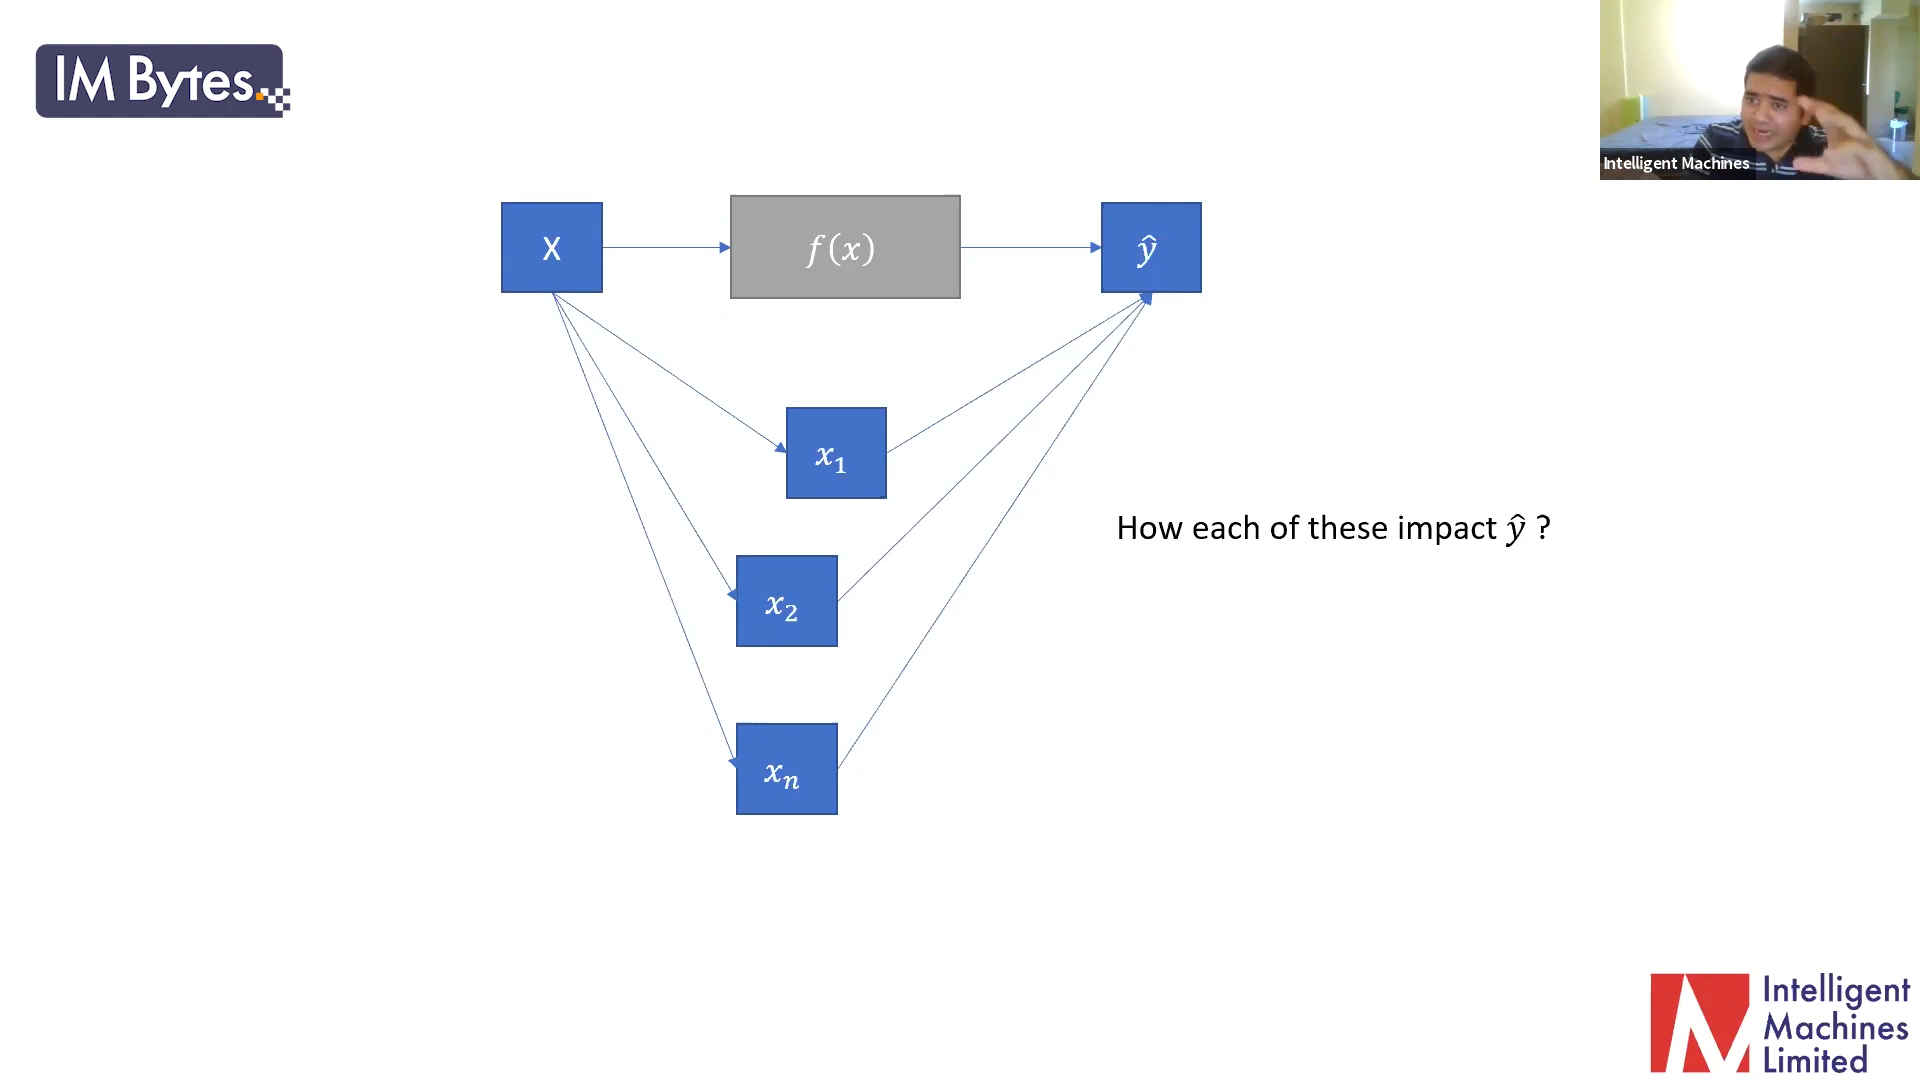 IM Bytes.
Intelligent Machines
X
f(x)
ŷ
x₁
x₂
xₙ
How each of these impact ŷ ?
Intelligent
Machines
Limited